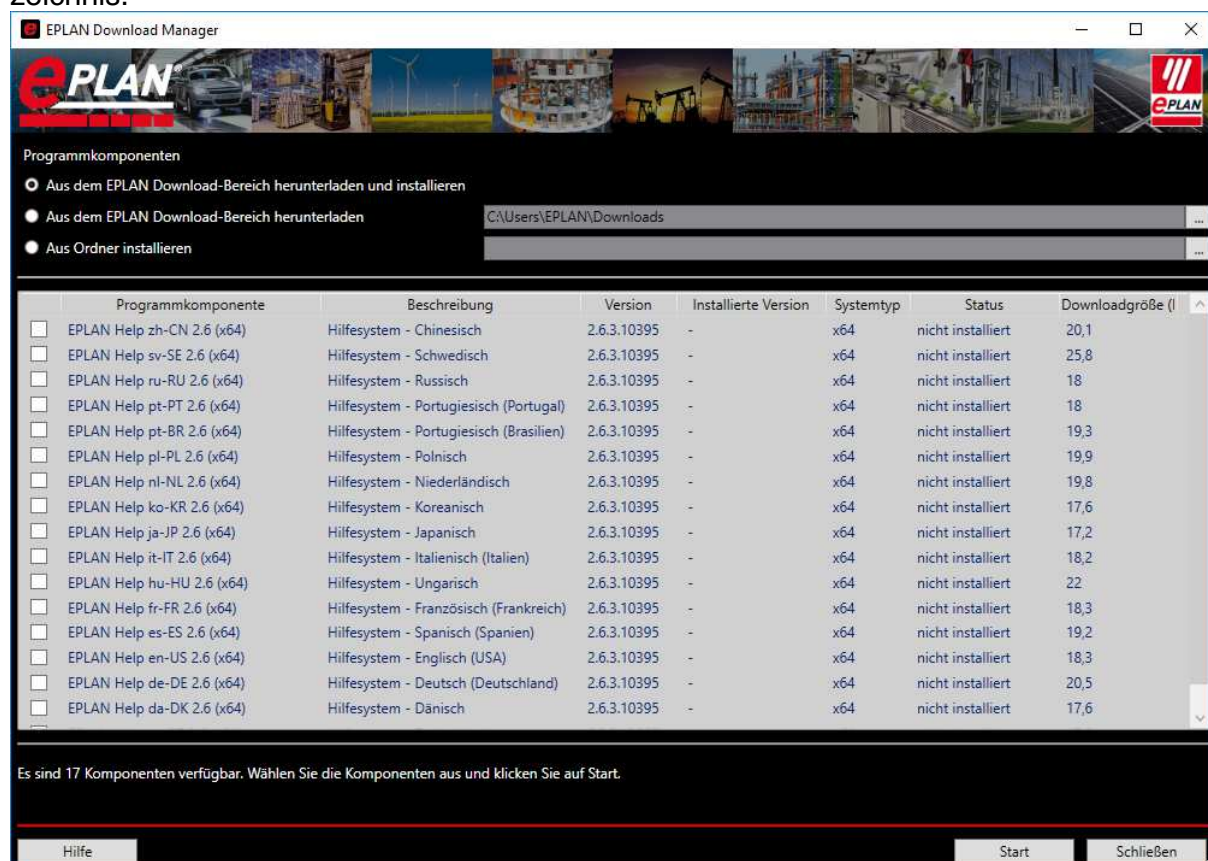 zeichnis.
EPLAN Download Manager
ePLAN®
ePLAN
Programmkomponenten
Aus dem EPLAN Download-Bereich herunterladen und installieren
Aus dem EPLAN Download-Bereich herunterladen C:\Users\EPLAN\Downloads ...
Aus Ordner installieren ...
Programmkomponente Beschreibung Version Installierte Version Systemtyp Status Downloadgröße (
EPLAN Help zh-CN 2.6 (x64) Hilfesystem - Chinesisch 2.6.3.10395 - x64 nicht installiert 20,1
EPLAN Help sv-SE 2.6 (x64) Hilfesystem - Schwedisch 2.6.3.10395 - x64 nicht installiert 25,8
EPLAN Help ru-RU 2.6 (x64) Hilfesystem - Russisch 2.6.3.10395 - x64 nicht installiert 18
EPLAN Help pt-PT 2.6 (x64) Hilfesystem - Portugiesisch (Portugal) 2.6.3.10395 - x64 nicht installiert 18
EPLAN Help pt-BR 2.6 (x64) Hilfesystem - Portugiesisch (Brasilien) 2.6.3.10395 - x64 nicht installiert 19,3
EPLAN Help pl-PL 2.6 (x64) Hilfesystem - Polnisch 2.6.3.10395 - x64 nicht installiert 19,9
EPLAN Help nl-NL 2.6 (x64) Hilfesystem - Niederländisch 2.6.3.10395 - x64 nicht installiert 19,8
EPLAN Help ko-KR 2.6 (x64) Hilfesystem - Koreanisch 2.6.3.10395 - x64 nicht installiert 17,6
EPLAN Help ja-JP 2.6 (x64) Hilfesystem - Japanisch 2.6.3.10395 - x64 nicht installiert 17,2
EPLAN Help it-IT 2.6 (x64) Hilfesystem - Italienisch (Italien) 2.6.3.10395 - x64 nicht installiert 18,2
EPLAN Help hu-HU 2.6 (x64) Hilfesystem - Ungarisch 2.6.3.10395 - x64 nicht installiert 22
EPLAN Help fr-FR 2.6 (x64) Hilfesystem - Französisch (Frankreich) 2.6.3.10395 - x64 nicht installiert 18,3
EPLAN Help es-ES 2.6 (x64) Hilfesystem - Spanisch (Spanien) 2.6.3.10395 - x64 nicht installiert 19,2
EPLAN Help en-US 2.6 (x64) Hilfesystem - Englisch (USA) 2.6.3.10395 - x64 nicht installiert 18,3
EPLAN Help de-DE 2.6 (x64) Hilfesystem - Deutsch (Deutschland) 2.6.3.10395 - x64 nicht installiert 20,5
EPLAN Help da-DK 2.6 (x64) Hilfesystem - Dänisch 2.6.3.10395 - x64 nicht installiert 17,6
Es sind 17 Komponenten verfügbar. Wählen Sie die Komponenten aus und klicken Sie auf Start.
Hilfe Start Schließen